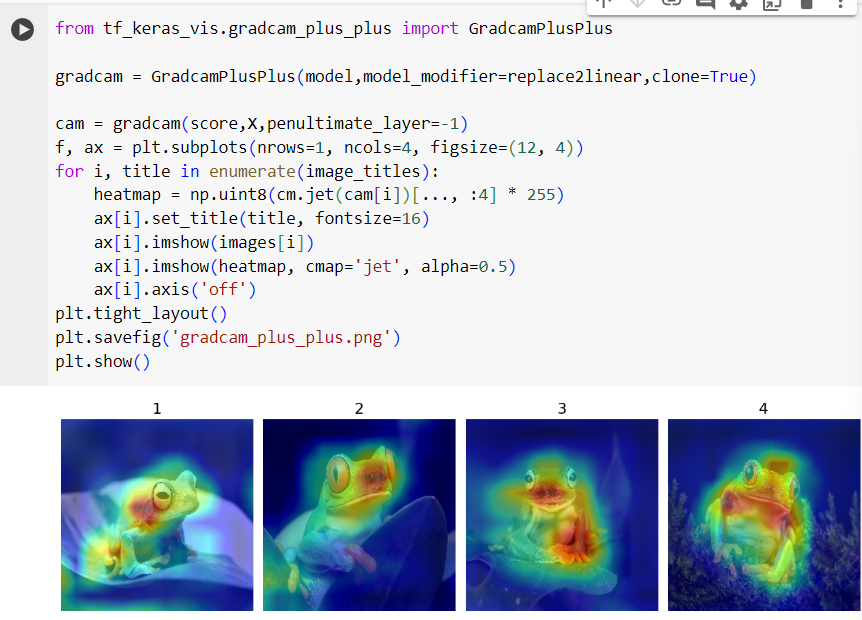 from tf_keras_vis.gradcam_plus_plus import GradcamPlusPlus
gradcam = GradcamPlusPlus(model,model_modifier=replace2linear,clone=True)
cam = gradcam(score,X,penultimate_layer=-1)
f, ax = plt.subplots(nrows=1, ncols=4, figsize=(12, 4))
for i, title in enumerate(image_titles):
    heatmap = np.uint8(cm.jet(cam[i])[..., :4] * 255)
    ax[i].set_title(title, fontsize=16)
    ax[i].imshow(images[i])
    ax[i].imshow(heatmap, cmap='jet', alpha=0.5)
    ax[i].axis('off')
plt.tight_layout()
plt.savefig('gradcam_plus_plus.png')
plt.show()
1 2 3 4